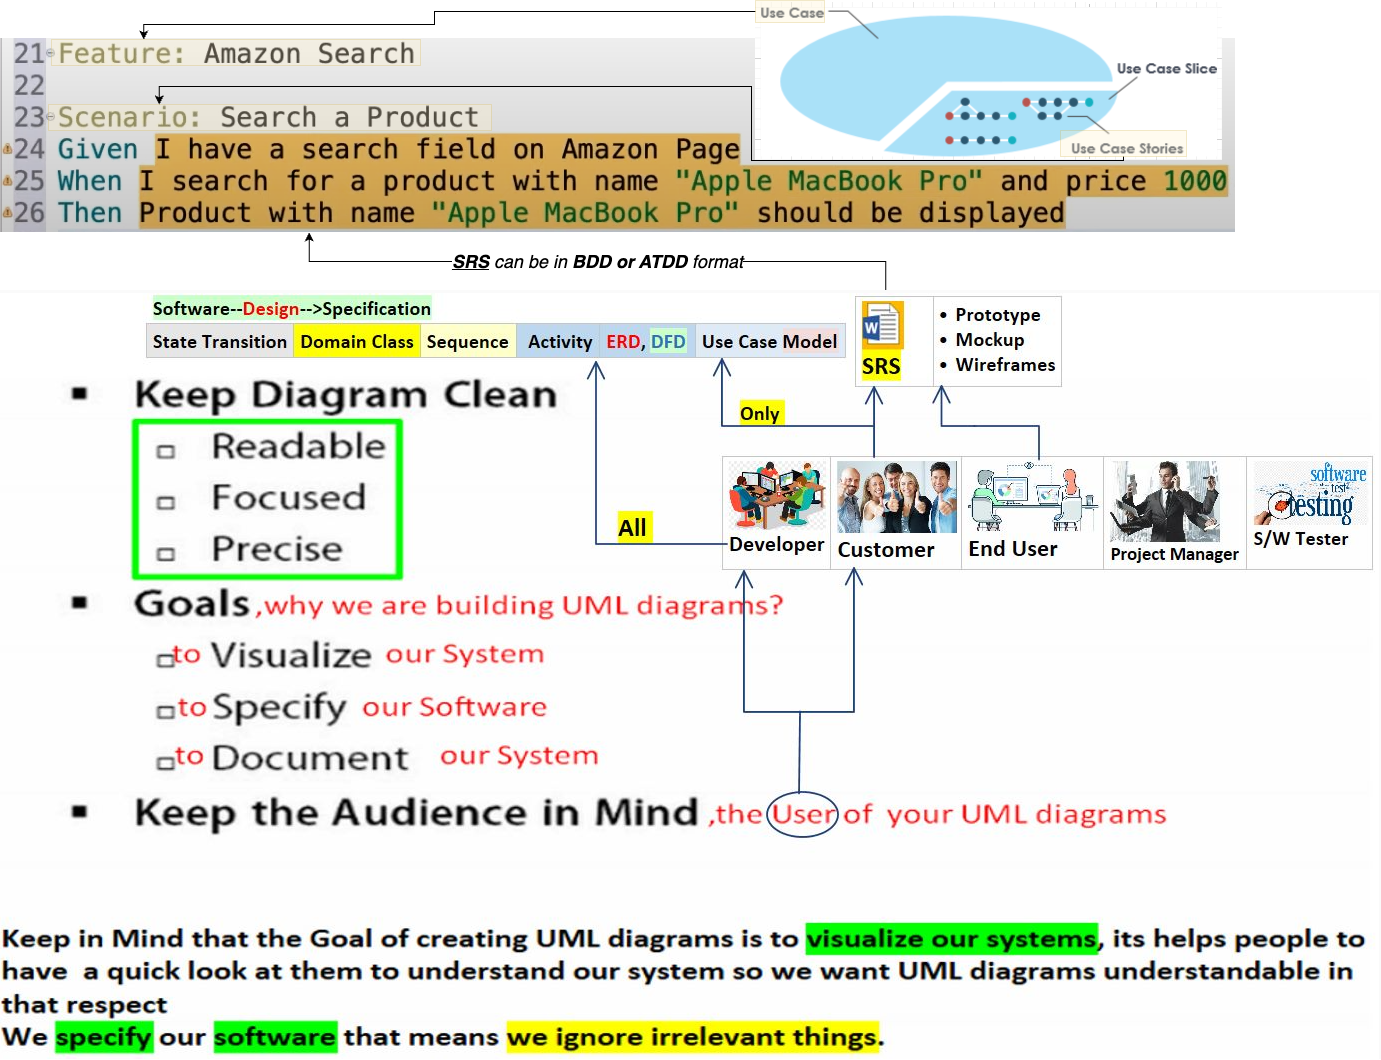 Use Case
Use Case Slice
Use Case Stories
21 Feature: Amazon Search
22
23 Scenario: Search a Product
24 Given I have a search field on Amazon Page
25 When I search for a product with name "Apple MacBook Pro" and price 1000
26 Then Product with name "Apple MacBook Pro" should be displayed
SRS can be in BDD or ATDD format
Software--Design-->Specification
State Transition Domain Class Sequence Activity ERD, DFD Use Case Model
W
SRS
• Prototype
• Mockup
• Wireframes
Only
All
Developer
Customer
End User
Project Manager
software
test
testing
S/W Tester
Keep Diagram Clean
Readable
Focused
Precise
Goals ,why we are building UML diagrams?
to Visualize our System
to Specify our Software
to Document our System
Keep the Audience in Mind ,the User of your UML diagrams
Keep in Mind that the Goal of creating UML diagrams is to visualize our systems, its helps people to
have a quick look at them to understand our system so we want UML diagrams understandable in
that respect
We specify our software that means we ignore irrelevant things.